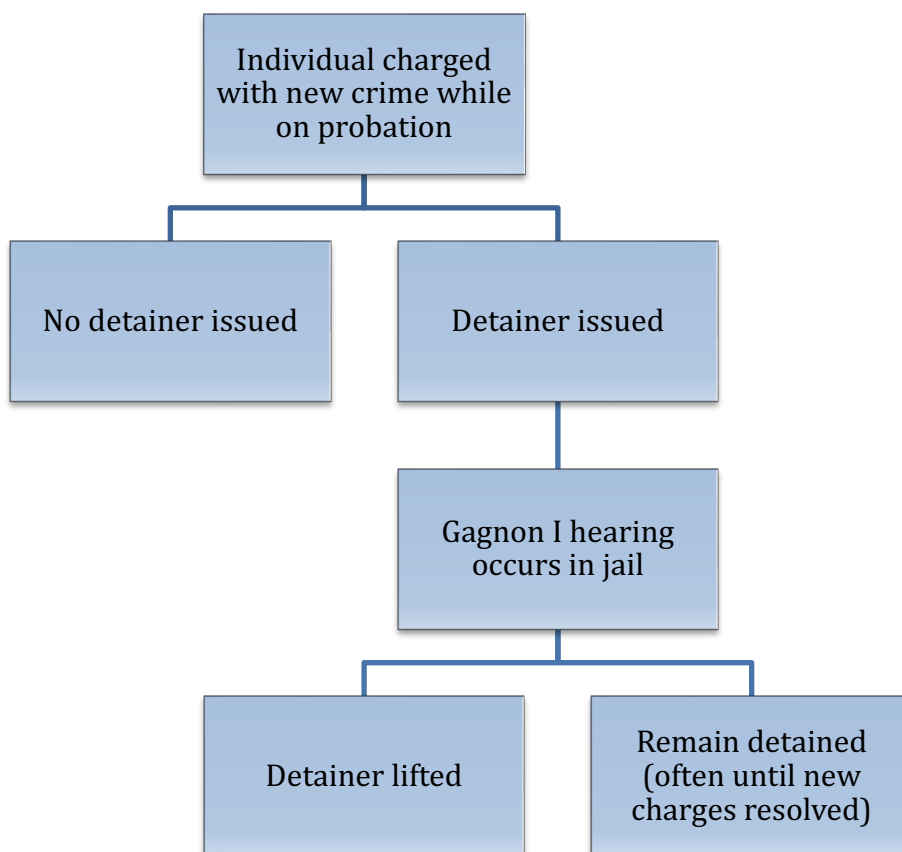 Individual charged
with new crime while
on probation
No detainer issued
Detainer issued
Gagnon I hearing
occurs in jail
Detainer lifted
Remain detained
(often until new
charges resolved)